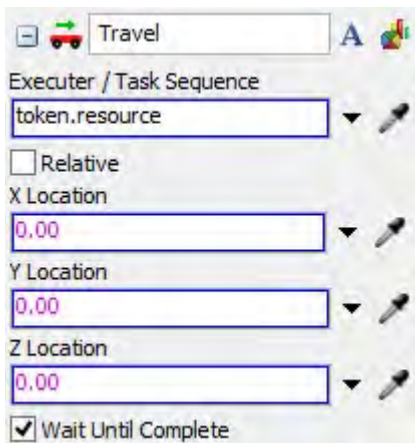 Travel A
Executer / Task Sequence
token.resource
Relative
X Location
0.00
Y Location
0.00
Z Location
0.00
Wait Until Complete